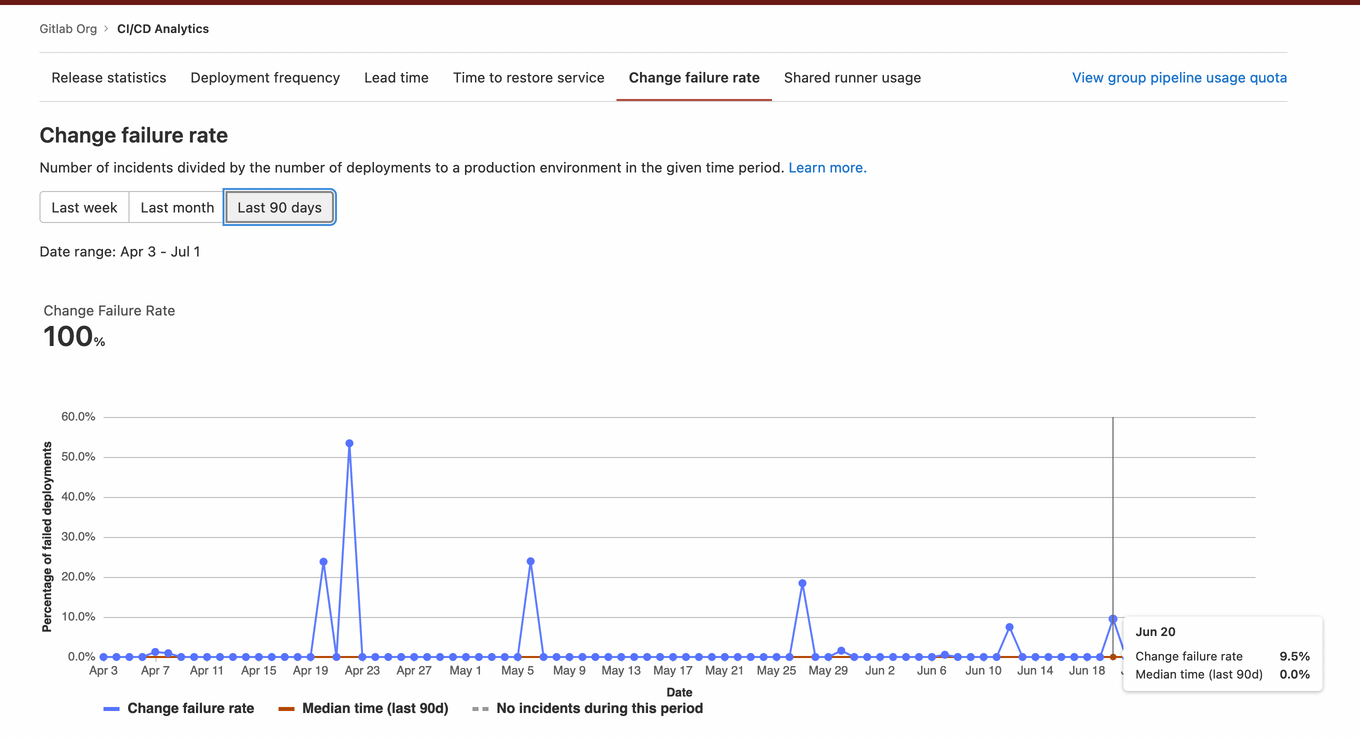 Gitlab Org > CI/CD Analytics
Release statistics Deployment frequency Lead time Time to restore service Change failure rate Shared runner usage View group pipeline usage quota
Change failure rate
Number of incidents divided by the number of deployments to a production environment in the given time period. Learn more.
Last week Last month Last 90 days
Date range: Apr 3 - Jul 1
Change Failure Rate
100%
Percentage of failed deployments
60.0%
50.0%
40.0%
30.0%
20.0%
10.0%
0.0%
Apr 3 Apr 7 Apr 11 Apr 15 Apr 19 Apr 23 Apr 27 May 1 May 5 May 9 May 13 May 17 May 21 May 25 May 29 Jun 2 Jun 6 Jun 10 Jun 14 Jun 18
Date
Jun 20
Change failure rate 9.5%
Median time (last 90d) 0.0%
Change failure rate Median time (last 90d) No incidents during this period